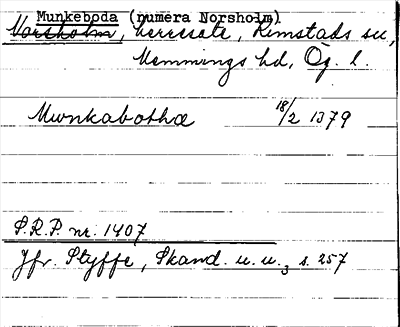 Munkeboda (numera Norsholm)
Norsholm, herresäte, Kimstads sn,
Memmings hd, Ög. l.
Munkabothæ 18/2 1379
S.R.P. nr. 1407
Jfr. Styffe, Skand. u. u.3 s. 257